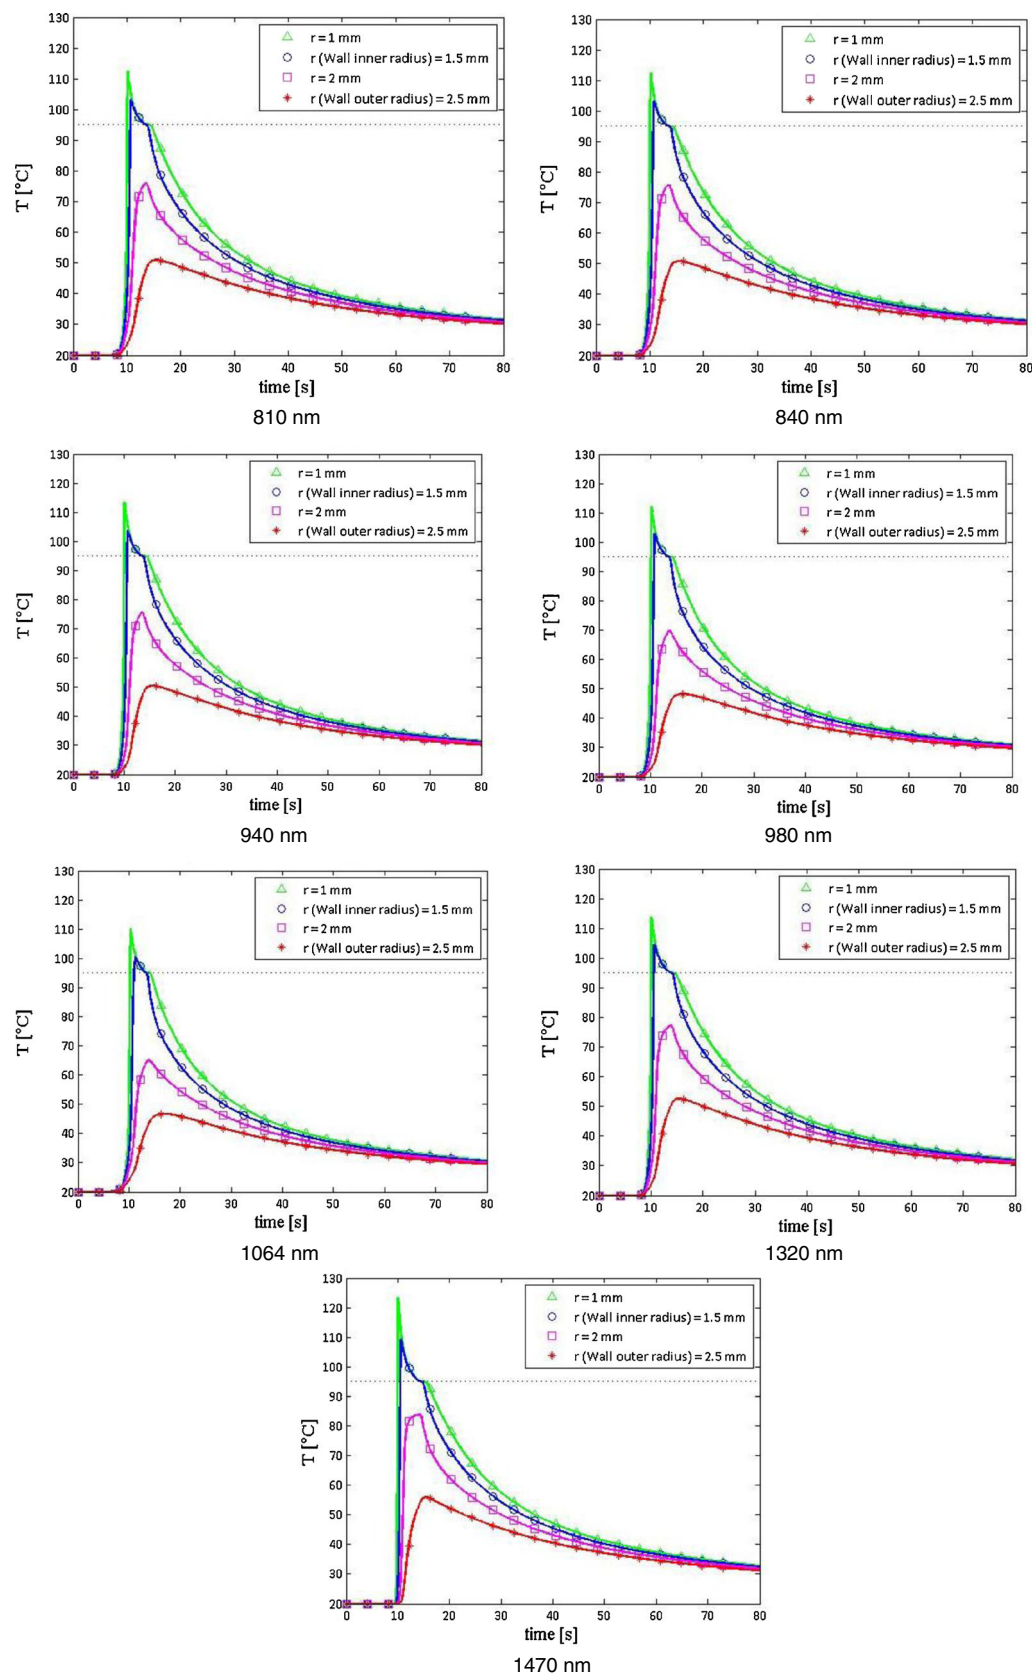 130
120
110
100
90
80
70
60
50
40
30
20
T [°C]
r = 1 mm
r (Wall inner radius) = 1.5 mm
r = 2 mm
r (Wall outer radius) = 2.5 mm
0 10 20 30 40 50 60 70 80
time [s]
810 nm
130
120
110
100
90
80
70
60
50
40
30
20
T [°C]
r = 1 mm
r (Wall inner radius) = 1.5 mm
r = 2 mm
r (Wall outer radius) = 2.5 mm
0 10 20 30 40 50 60 70 80
time [s]
840 nm
130
120
110
100
90
80
70
60
50
40
30
20
T [°C]
r = 1 mm
r (Wall inner radius) = 1.5 mm
r = 2 mm
r (Wall outer radius) = 2.5 mm
0 10 20 30 40 50 60 70 80
time [s]
940 nm
130
120
110
100
90
80
70
60
50
40
30
20
T [°C]
r = 1 mm
r (Wall inner radius) = 1.5 mm
r = 2 mm
r (Wall outer radius) = 2.5 mm
0 10 20 30 40 50 60 70 80
time [s]
980 nm
130
120
110
100
90
80
70
60
50
40
30
20
T [°C]
r = 1 mm
r (Wall inner radius) = 1.5 mm
r = 2 mm
r (Wall outer radius) = 2.5 mm
0 10 20 30 40 50 60 70 80
time [s]
1064 nm
130
120
110
100
90
80
70
60
50
40
30
20
T [°C]
r = 1 mm
r (Wall inner radius) = 1.5 mm
r = 2 mm
r (Wall outer radius) = 2.5 mm
0 10 20 30 40 50 60 70 80
time [s]
1320 nm
130
120
110
100
90
80
70
60
50
40
30
20
T [°C]
r = 1 mm
r (Wall inner radius) = 1.5 mm
r = 2 mm
r (Wall outer radius) = 2.5 mm
0 10 20 30 40 50 60 70 80
time [s]
1470 nm